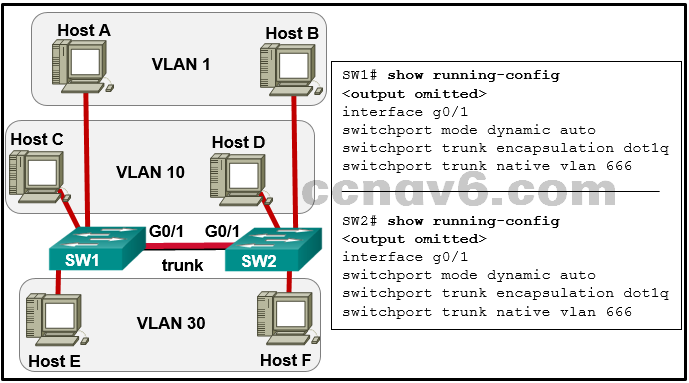 Host A
Host B
VLAN 1
Host C
Host D
VLAN 10
G0/1
G0/1
SW1
SW2
trunk
VLAN 30
Host E
Host F
SW1# show running-config
<output omitted>
interface g0/1
switchport mode dynamic auto
switchport trunk encapsulation dot1q
switchport trunk native vlan 666
ccnav6.com
SW2# show running-config
<output omitted>
interface g0/1
switchport mode dynamic auto
switchport trunk encapsulation dot1q
switchport trunk native vlan 666